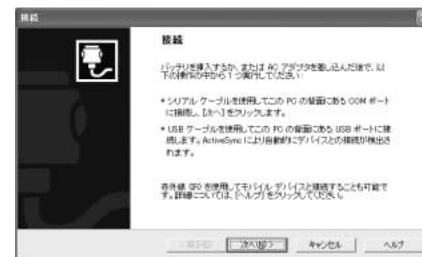 接続
接続
バッテリを挿入するか、または AC アダプタを差し込んだ後で、以
下の操作の中から 1 つ実行してください:
* シリアル ケーブルを使用してこの PC の背面にある COM ポート
に接続し、[次へ] をクリックします。
* USB ケーブルを使用してこの PC の背面にある USB ポートに接
続します。ActiveSync により自動的にデバイスとの接続が検出さ
れます。
赤外線 (IR) を使用してモバイル デバイスと接続することも可能で
す。詳細については、[ヘルプ] をクリックしてください。
次へ(N) >
キャンセル
ヘルプ